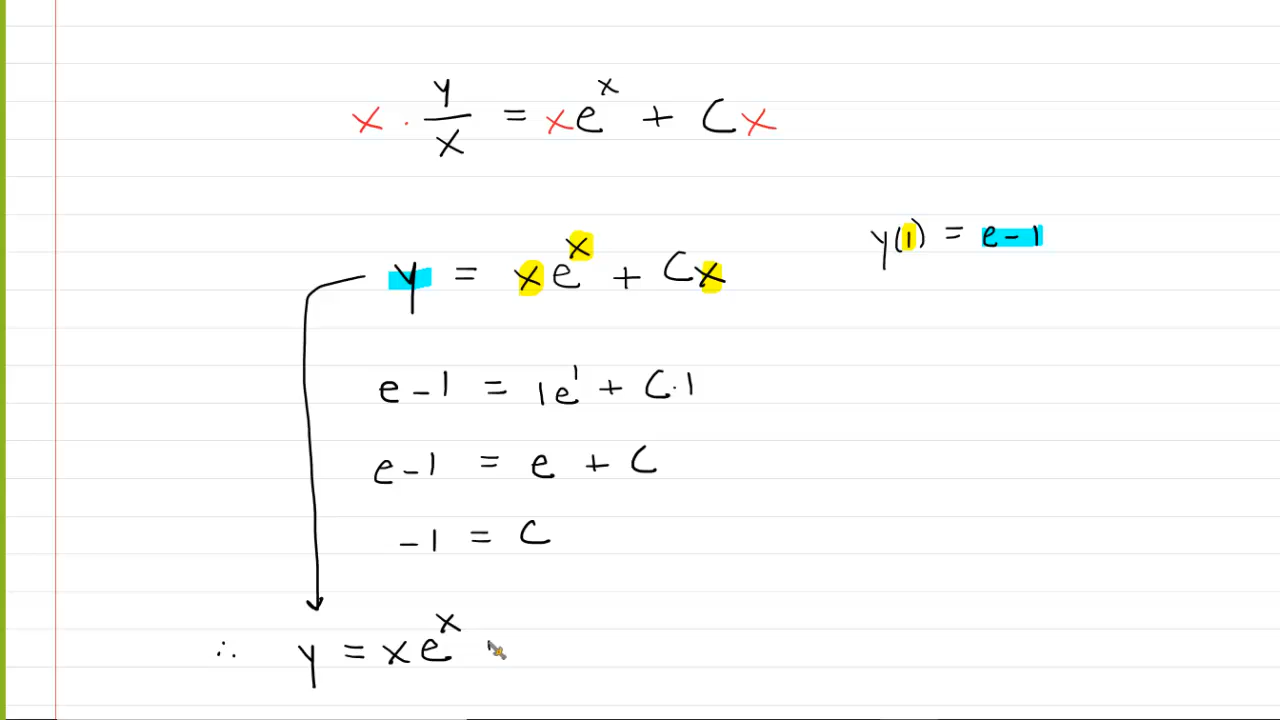 x · y/x = xe^x + Cx
y(1) = e-1
y = xe^x + Cx
e-1 = 1e^1 + C·1
e-1 = e + C
-1 = C
∴ y = xe^x